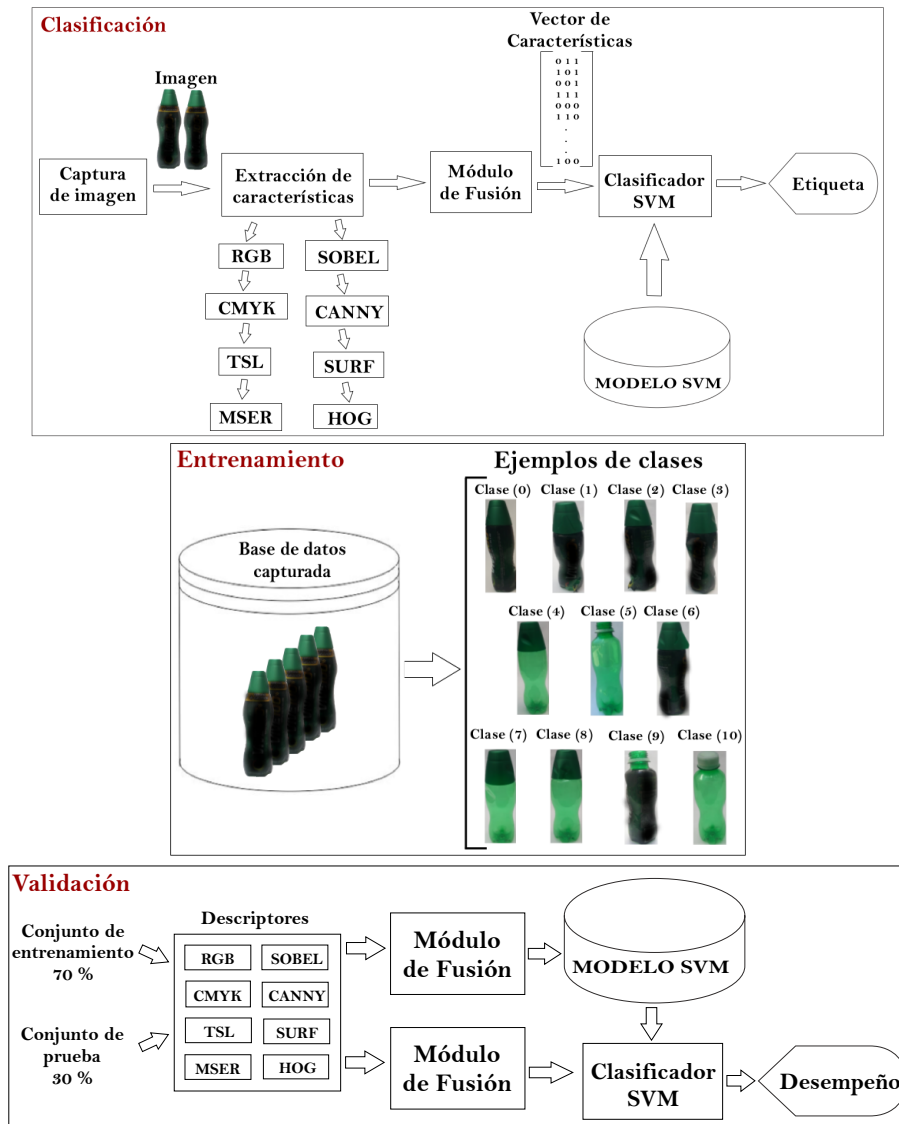 Clasificación
Vector de
Características
Imagen
0 1 1
1 0 1
0 0 1
1 1 1
0 0 0
1 1 0
.
.
.
1 0 0
Captura
de imagen
Extracción de
características
Módulo
de Fusión
Clasificador
SVM
Etiqueta
RGB
SOBEL
CMYK
CANNY
TSL
SURF
MSER
HOG
MODELO SVM
Entrenamiento
Ejemplos de clases
Base de datos
capturada
Clase (0)
Clase (1)
Clase (2)
Clase (3)
Clase (4)
Clase (5)
Clase (6)
Clase (7)
Clase (8)
Clase (9)
Clase (10)
Validación
Conjunto de
entrenamiento
70 %
Descriptores
RGB
SOBEL
CMYK
CANNY
TSL
SURF
MSER
HOG
Módulo
de Fusión
MODELO SVM
Conjunto de
prueba
30 %
Módulo
de Fusión
Clasificador
SVM
Desempeño